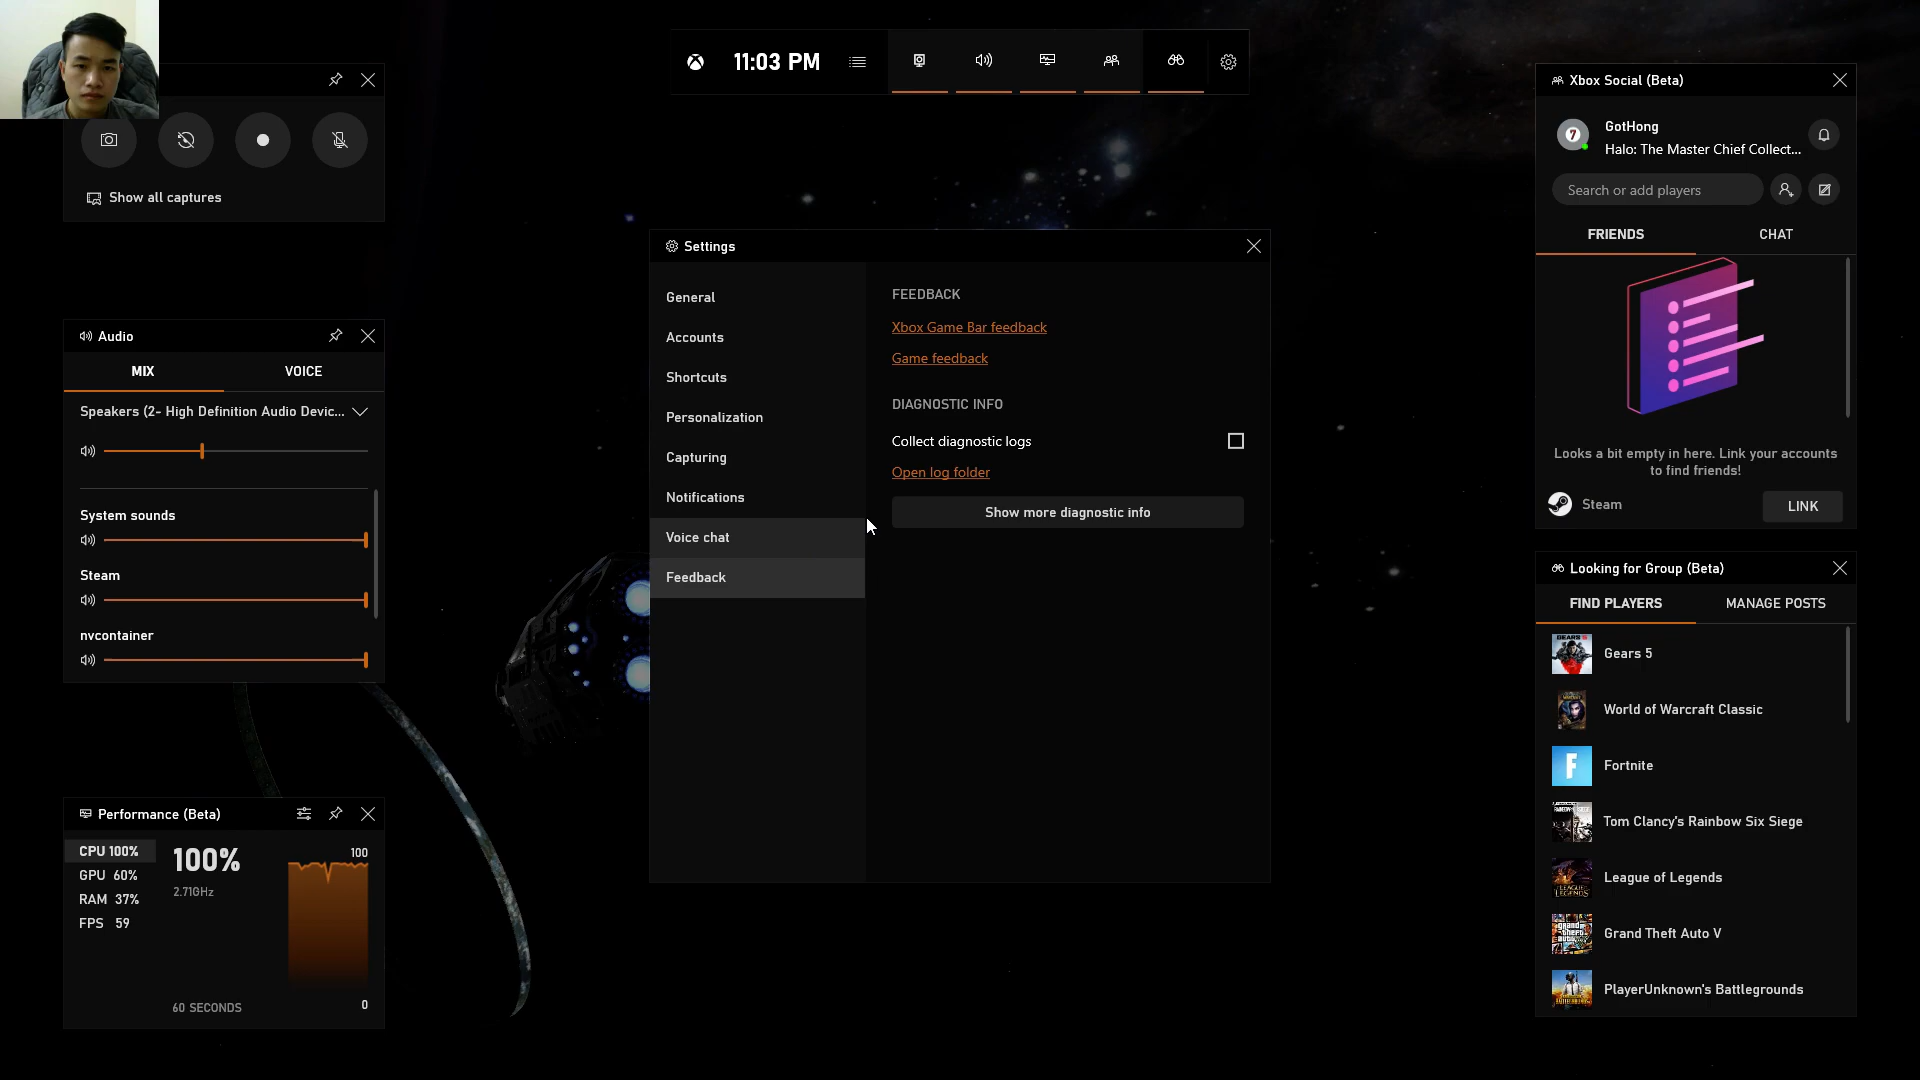 11:03 PM
Show all captures
Audio
MIX
VOICE
Speakers (2- High Definition Audio Devic...
System sounds
Steam
nvcontainer
Performance (Beta)
CPU 100%
GPU 60%
RAM 37%
FPS 59
100%
2.71GHz
100
60 SECONDS
0
Settings
General
Accounts
Shortcuts
Personalization
Capturing
Notifications
Voice chat
Feedback
FEEDBACK
Xbox Game Bar feedback
Game feedback
DIAGNOSTIC INFO
Collect diagnostic logs
Open log folder
Show more diagnostic info
Xbox Social (Beta)
7
GotHong
Halo: The Master Chief Collect...
Search or add players
FRIENDS
CHAT
Looks a bit empty in here. Link your accounts
to find friends!
Steam
LINK
Looking for Group (Beta)
FIND PLAYERS
MANAGE POSTS
Gears 5
World of Warcraft Classic
Fortnite
Tom Clancy's Rainbow Six Siege
League of Legends
Grand Theft Auto V
PlayerUnknown's Battlegrounds